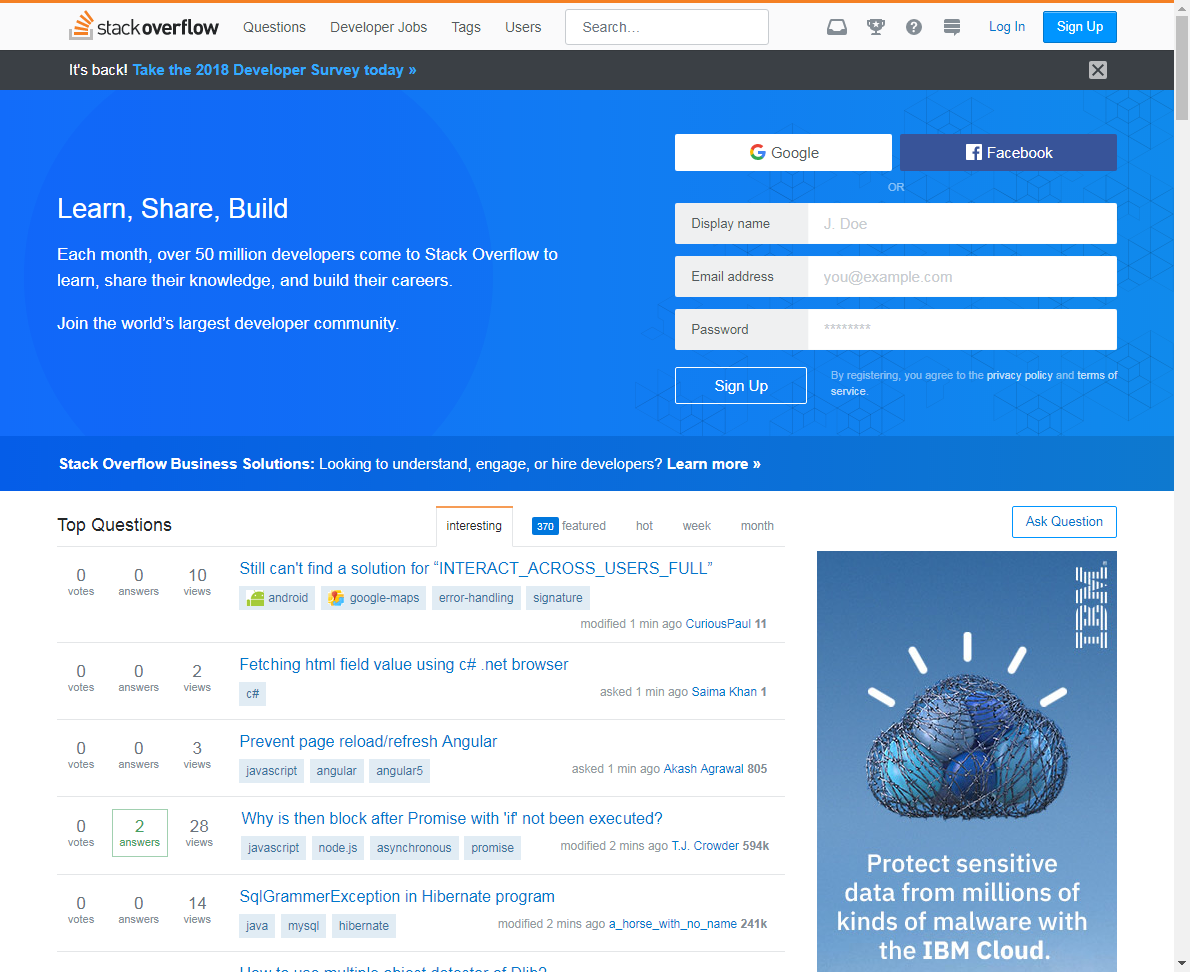 stackoverflow Questions Developer Jobs Tags Users Search... Log In Sign Up
It's back! Take the 2018 Developer Survey today »
Google Facebook
OR
Learn, Share, Build
Each month, over 50 million developers come to Stack Overflow to
learn, share their knowledge, and build their careers.
Join the world's largest developer community.
Display name J. Doe
Email address you@example.com
Password ********
Sign Up
By registering, you agree to the privacy policy and terms of
service.
Stack Overflow Business Solutions: Looking to understand, engage, or hire developers? Learn more »
Top Questions interesting 370 featured hot week month Ask Question
Still can't find a solution for “INTERACT_ACROSS_USERS_FULL”
0 votes 0 answers 10 views
android google-maps error-handling signature
modified 1 min ago CuriousPaul 11
Fetching html field value using c# .net browser
0 votes 0 answers 2 views
c#
asked 1 min ago Saima Khan 1
Prevent page reload/refresh Angular
0 votes 0 answers 3 views
javascript angular angular5
asked 1 min ago Akash Agrawal 805
Why is then block after Promise with 'if' not been executed?
0 votes 2 answers 28 views
javascript node.js asynchronous promise
modified 2 mins ago T.J. Crowder 594k
SqlGrammerException in Hibernate program
0 votes 0 answers 14 views
java mysql hibernate
modified 2 mins ago a_horse_with_no_name 241k
How to use multiple object detector of Dlib?
IBM
Protect sensitive
data from millions of
kinds of malware with
the IBM Cloud.